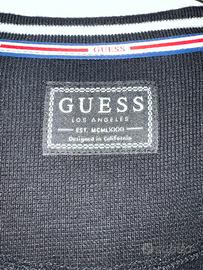 GUESS
GUESS
LOS ANGELES
EST. MCMLXXXI
Designed in California